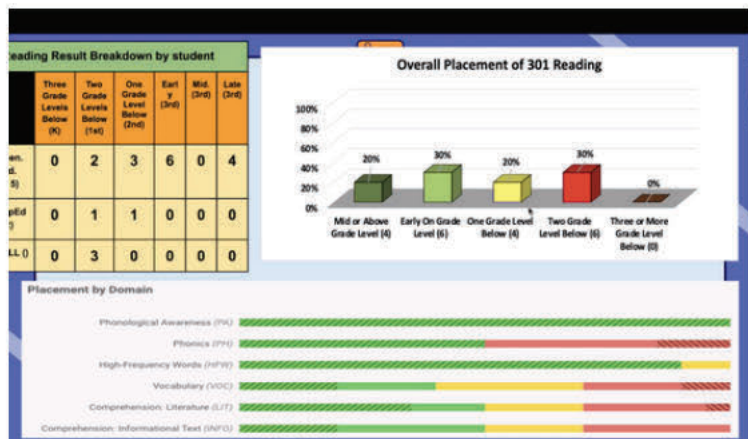 eading Result Breakdown by student
Three Grade Levels Below (K)
Two Grade Levels Below (1st)
One Grade Level Below (2nd)
Earl y (3rd)
Mid. (3rd)
Late (3rd)
en.
d.
5)
0 2 3 6 0 4
pEd
0 1 1 0 0 0
LL ()
0 3 0 0 0 0
Overall Placement of 301 Reading
100%
80%
60%
40%
20%
0%
20%
30%
20%
30%
0%
Mid or Above Grade Level (4)
Early On Grade Level (6)
One Grade Level Below (4)
Two Grade Level Below (6)
Three or More Grade Level Below (0)
Placement by Domain
Phonological Awareness (PA)
Phonics (PH)
High-Frequency Words (HFW)
Vocabulary (VOC)
Comprehension: Literature (LIT)
Comprehension: Informational Text (INFO)